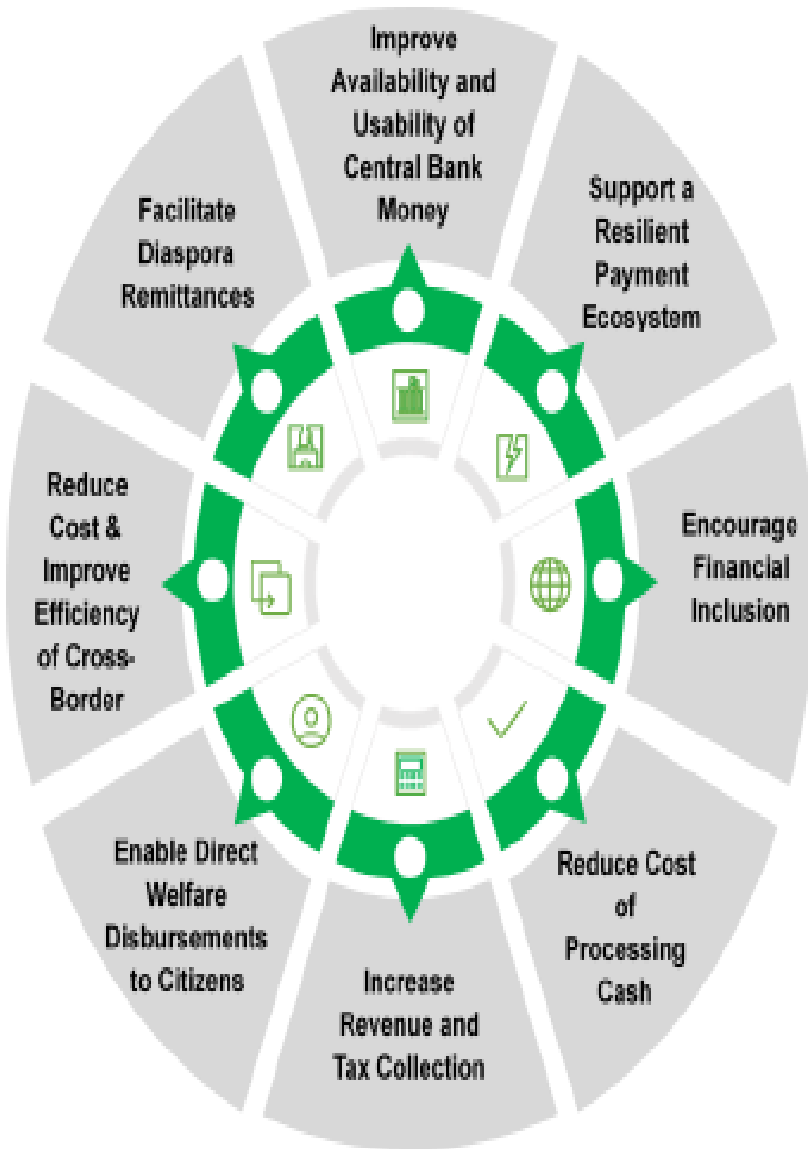 Improve
Availability and
Usability of
Central Bank
Money
Support a
Resilient
Payment
Ecosystem
Encourage
Financial
Inclusion
Reduce Cost
of
Processing
Cash
Increase
Revenue and
Tax Collection
Enable Direct
Welfare
Disbursements
to Citizens
Reduce
Cost &
Improve
Efficiency
of Cross-
Border
Facilitate
Diaspora
Remittances